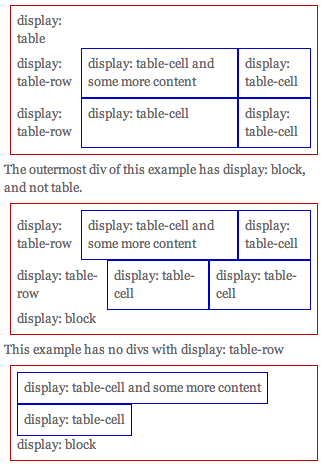 display:
table
display:
table-row
display: table-cell and
some more content
display:
table-cell
display:
table-row
display: table-cell
display:
table-cell
The outermost div of this example has display: block,
and not table.
display:
table-row
display: table-cell and
some more content
display:
table-cell
display: table-
row
display: table-
cell
display: table-
cell
display: block
This example has no divs with display: table-row
display: table-cell and some more content
display: table-cell
display: block